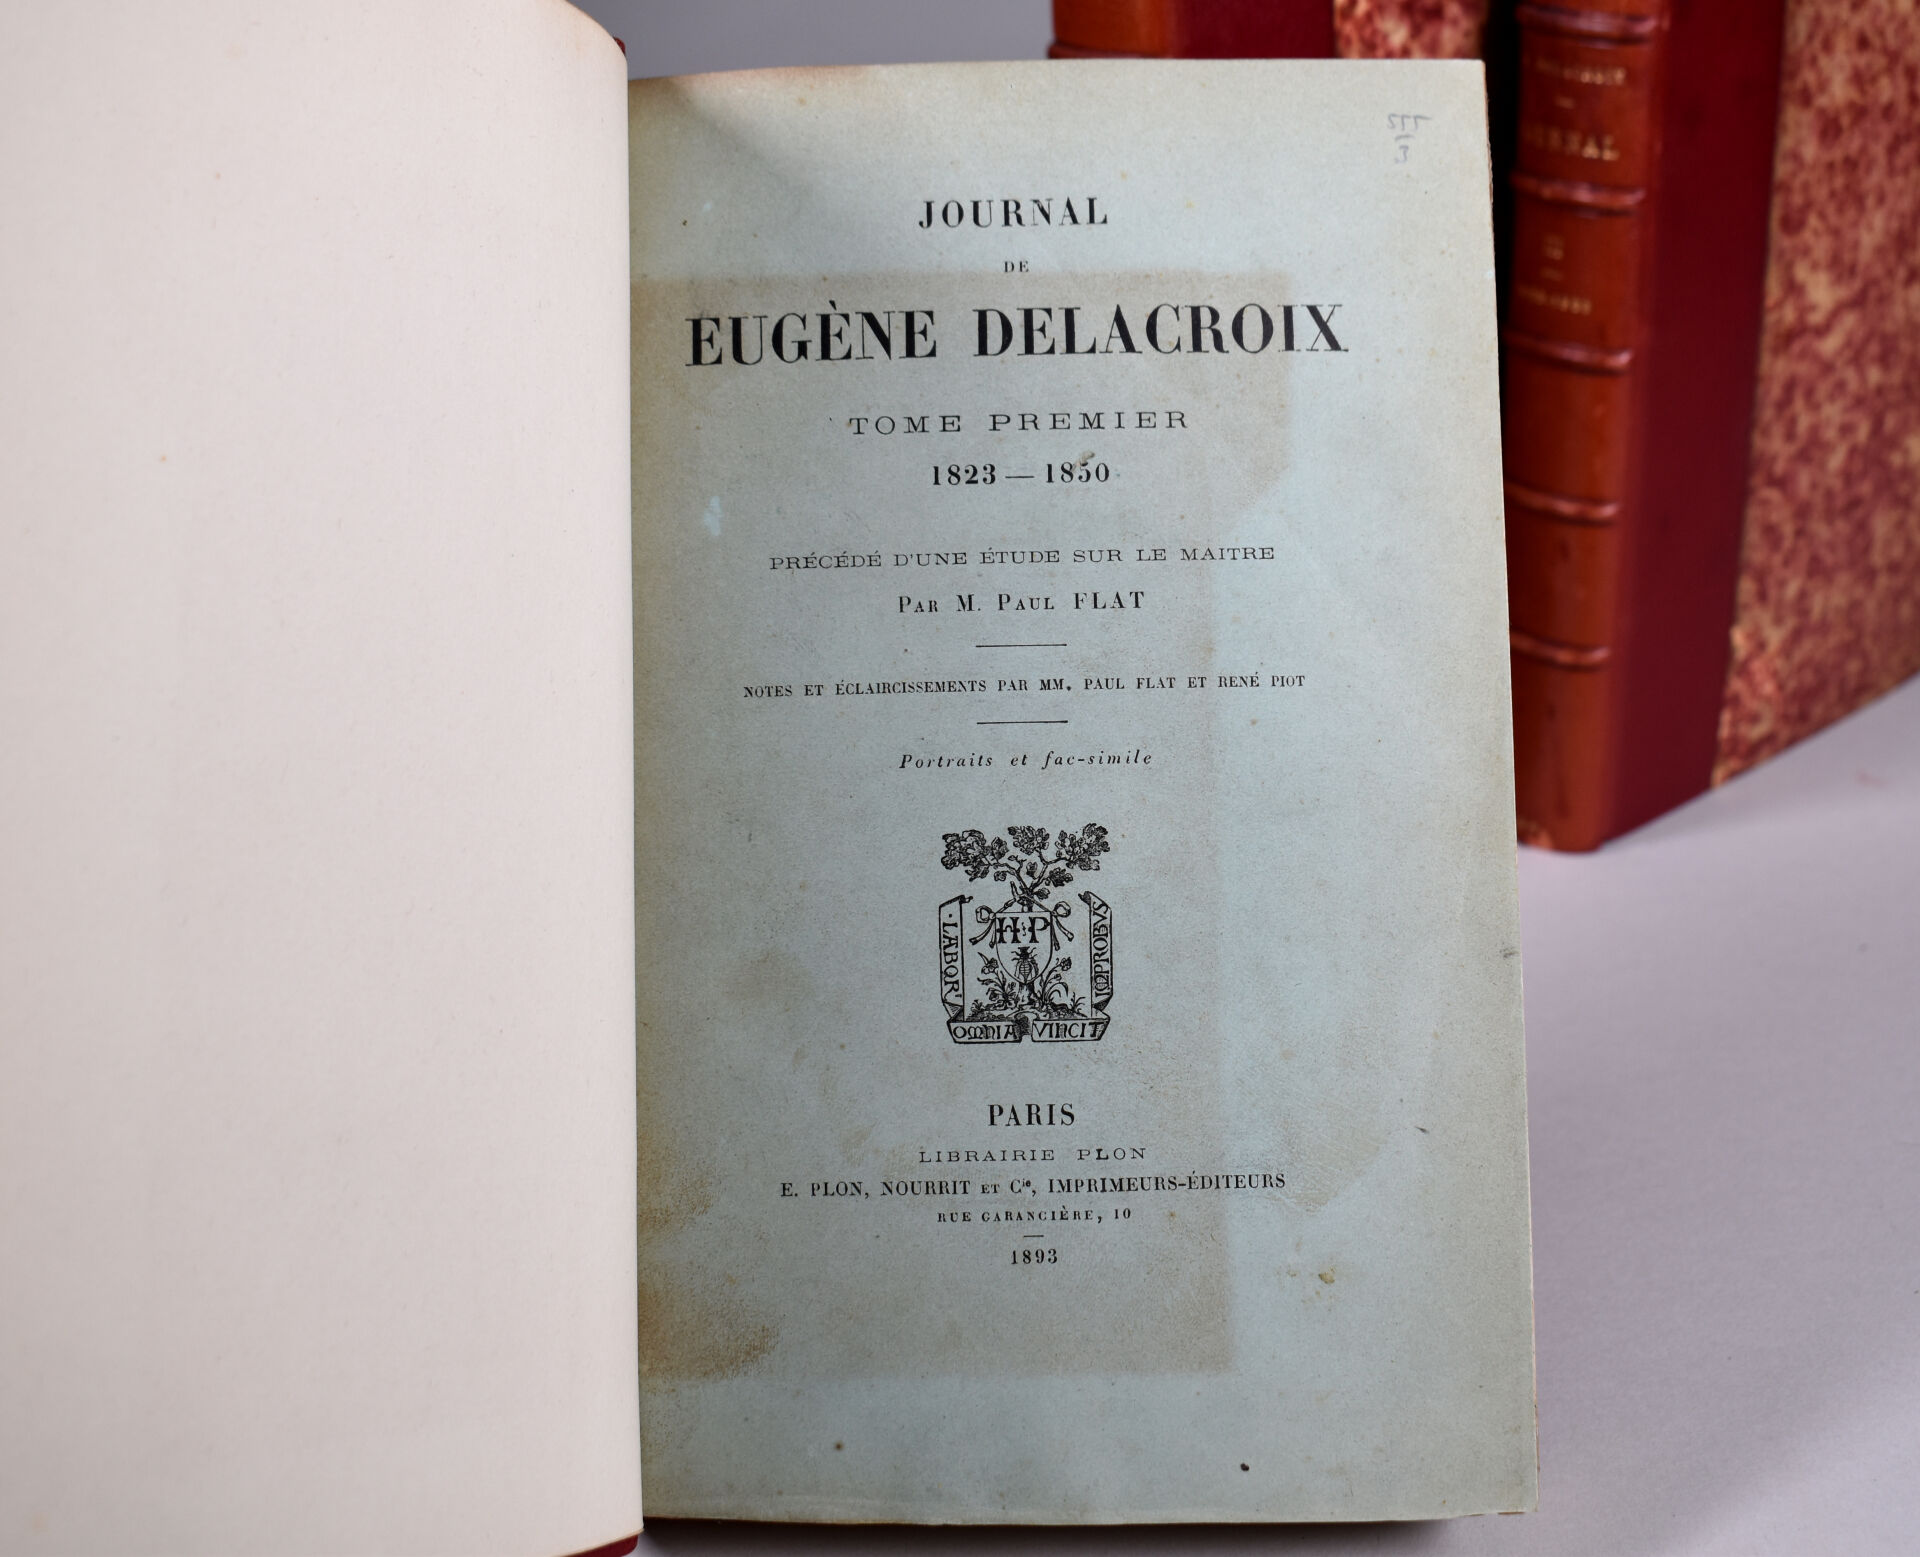 JOURNAL
DE
EUGÈNE DELACROIX
TOME PREMIER
1823 — 1850
PRÉCÉDÉ D'UNE ÉTUDE SUR LE MAITRE
PAR M. PAUL FLAT
NOTES ET ÉCLAIRCISSEMENTS PAR MM. PAUL FLAT ET RENÉ PIOT
Portraits et fac-simile
H P
LABOR
IMPROBVS
OMNIA VINCIT
PARIS
LIBRAIRIE PLON
E. PLON, NOURRIT ET Cie, IMPRIMEURS-ÉDITEURS
RUE GARANCIÈRE, 10
1893